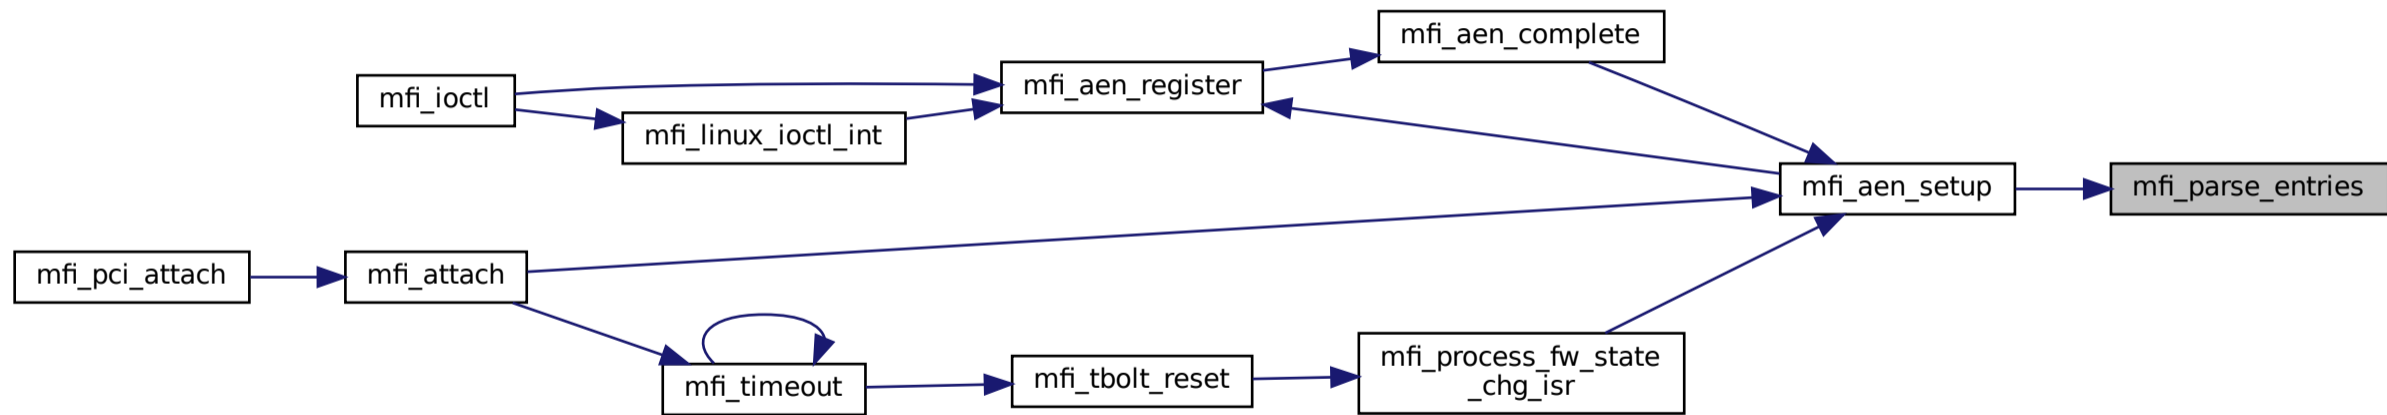 mfi_aen_complete
mfi_ioctl
mfi_aen_register
mfi_linux_ioctl_int
mfi_aen_setup
mfi_parse_entries
mfi_pci_attach
mfi_attach
mfi_timeout
mfi_tbolt_reset
mfi_process_fw_state
_chg_isr